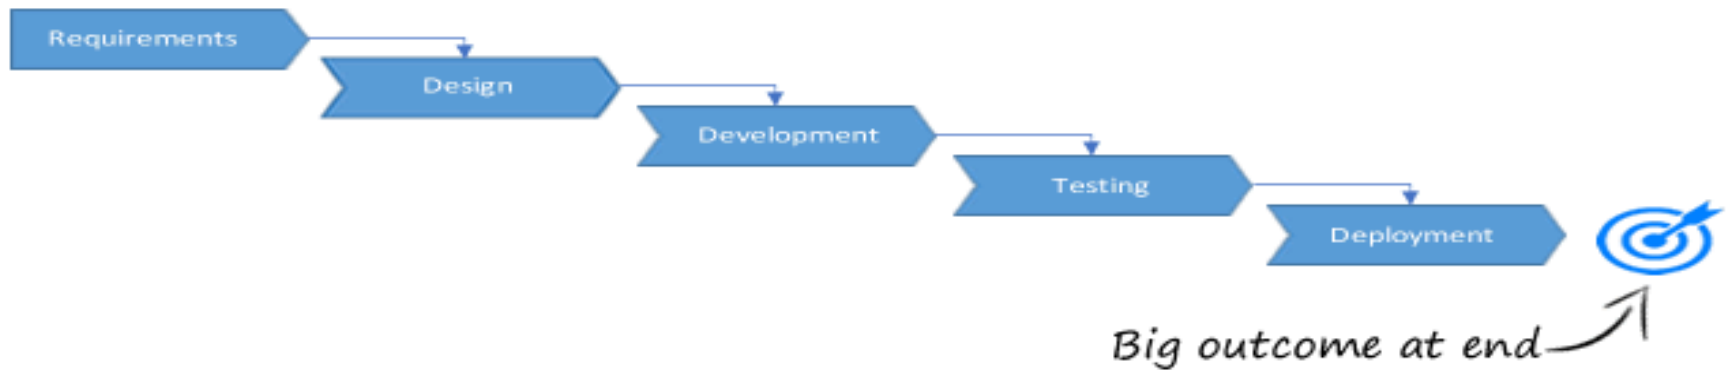 Requirements
Design
Development
Testing
Deployment
Big outcome at end